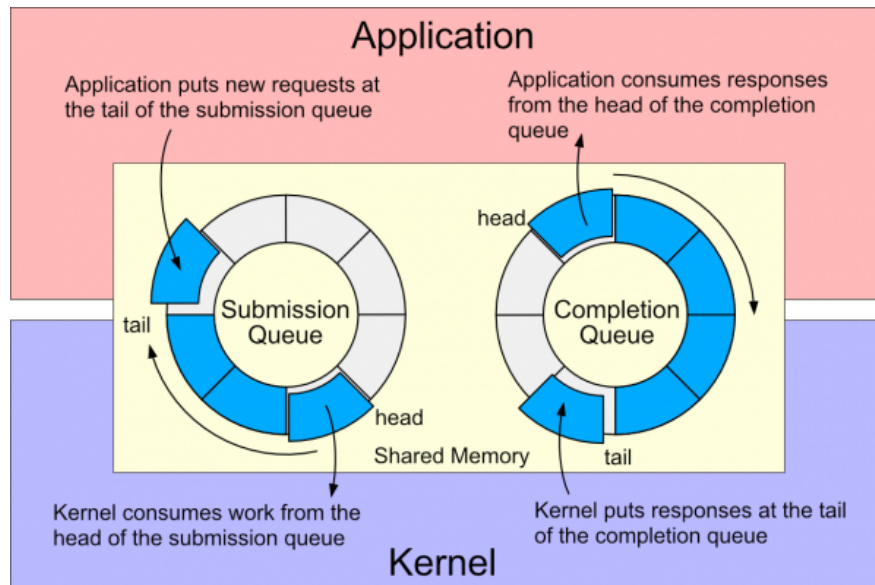 Application
Application puts new requests at
the tail of the submission queue
Application consumes responses
from the head of the completion
queue
head
Submission
Queue
Completion
Queue
tail
head
Shared Memory
tail
Kernel consumes work from the
head of the submission queue
Kernel puts responses at the tail
of the completion queue
Kernel